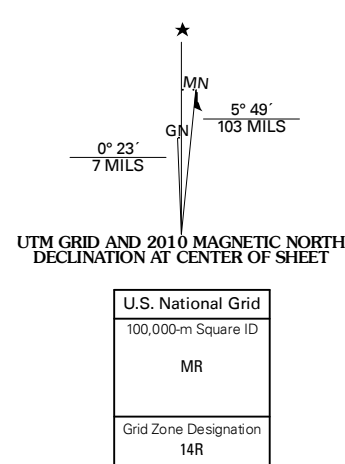 MN
5° 49´
103 MILS
GN
0° 23´
7 MILS
UTM GRID AND 2010 MAGNETIC NORTH
DECLINATION AT CENTER OF SHEET
U.S. National Grid
100,000-m Square ID
MR
Grid Zone Designation
14R